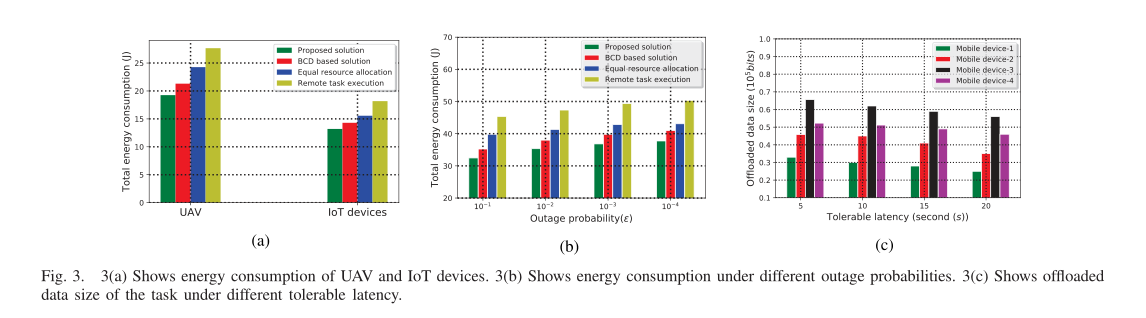 Total energy consumption (J)
25
20
15
10
5
0
Proposed solution
BCD based solution
Equal resource allocation
Remote task execution
UAV
IoT devices
(a)
Total energy consumption (J)
70
60
50
40
30
20
Proposed solution
BCD based solution
Equal resource allocation
Remote task execution
10⁻¹
10⁻²
10⁻³
10⁻⁴
Outage probability(ε)
(b)
Offloaded data size (10⁵bits)
1.0
0.9
0.8
0.7
0.6
0.5
0.4
0.3
0.2
0.1
Mobile device-1
Mobile device-2
Mobile device-3
Mobile device-4
5
10
15
20
Tolerable latency (second (s))
(c)
Fig. 3. 3(a) Shows energy consumption of UAV and IoT devices. 3(b) Shows energy consumption under different outage probabilities. 3(c) Shows offloaded
data size of the task under different tolerable latency.